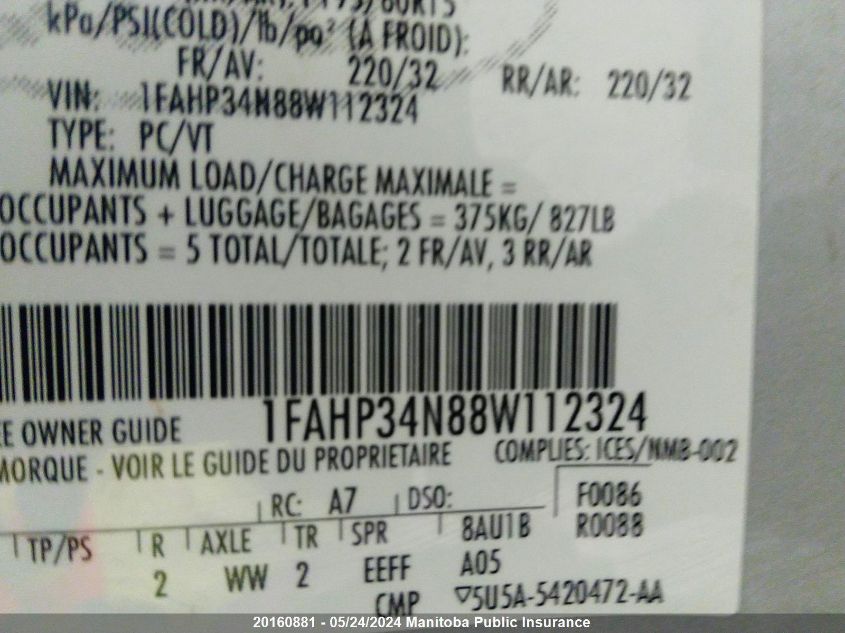 kPa/PSI(COLD)/lb/po² (A FROID):
FR/AV: 220/32 RR/AR: 220/32
VIN: 1FAHP34N88W112324
TYPE: PC/VT
MAXIMUM LOAD/CHARGE MAXIMALE =
OCCUPANTS + LUGGAGE/BAGAGES = 375KG/ 827LB
OCCUPANTS = 5 TOTAL/TOTALE; 2 FR/AV, 3 RR/AR
1FAHP34N88W112324
EE OWNER GUIDE
COMPLIES: ICES/NMB-002
MORQUE - VOIR LE GUIDE DU PROPRIETAIRE
RC: A7 DSO: F0086
R0088
TP/PS R AXLE TR SPR 8AU1B
2 WW 2 EEFF A05
CMP ▽5U5A-5420472-AA
20160881 - 05/24/2024 Manitoba Public Insurance